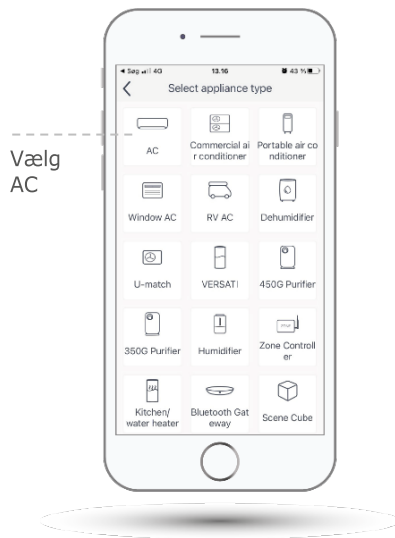 Søg 4G 13.16 43 %
Select appliance type
Vælg
AC
AC
Commercial ai
r conditioner
Portable air co
nditioner
Window AC
RV AC
Dehumidifier
U-match
VERSATI
450G Purifier
350G Purifier
Humidifier
Zone Controll
er
Kitchen/
water heater
Bluetooth Gat
eway
Scene Cube